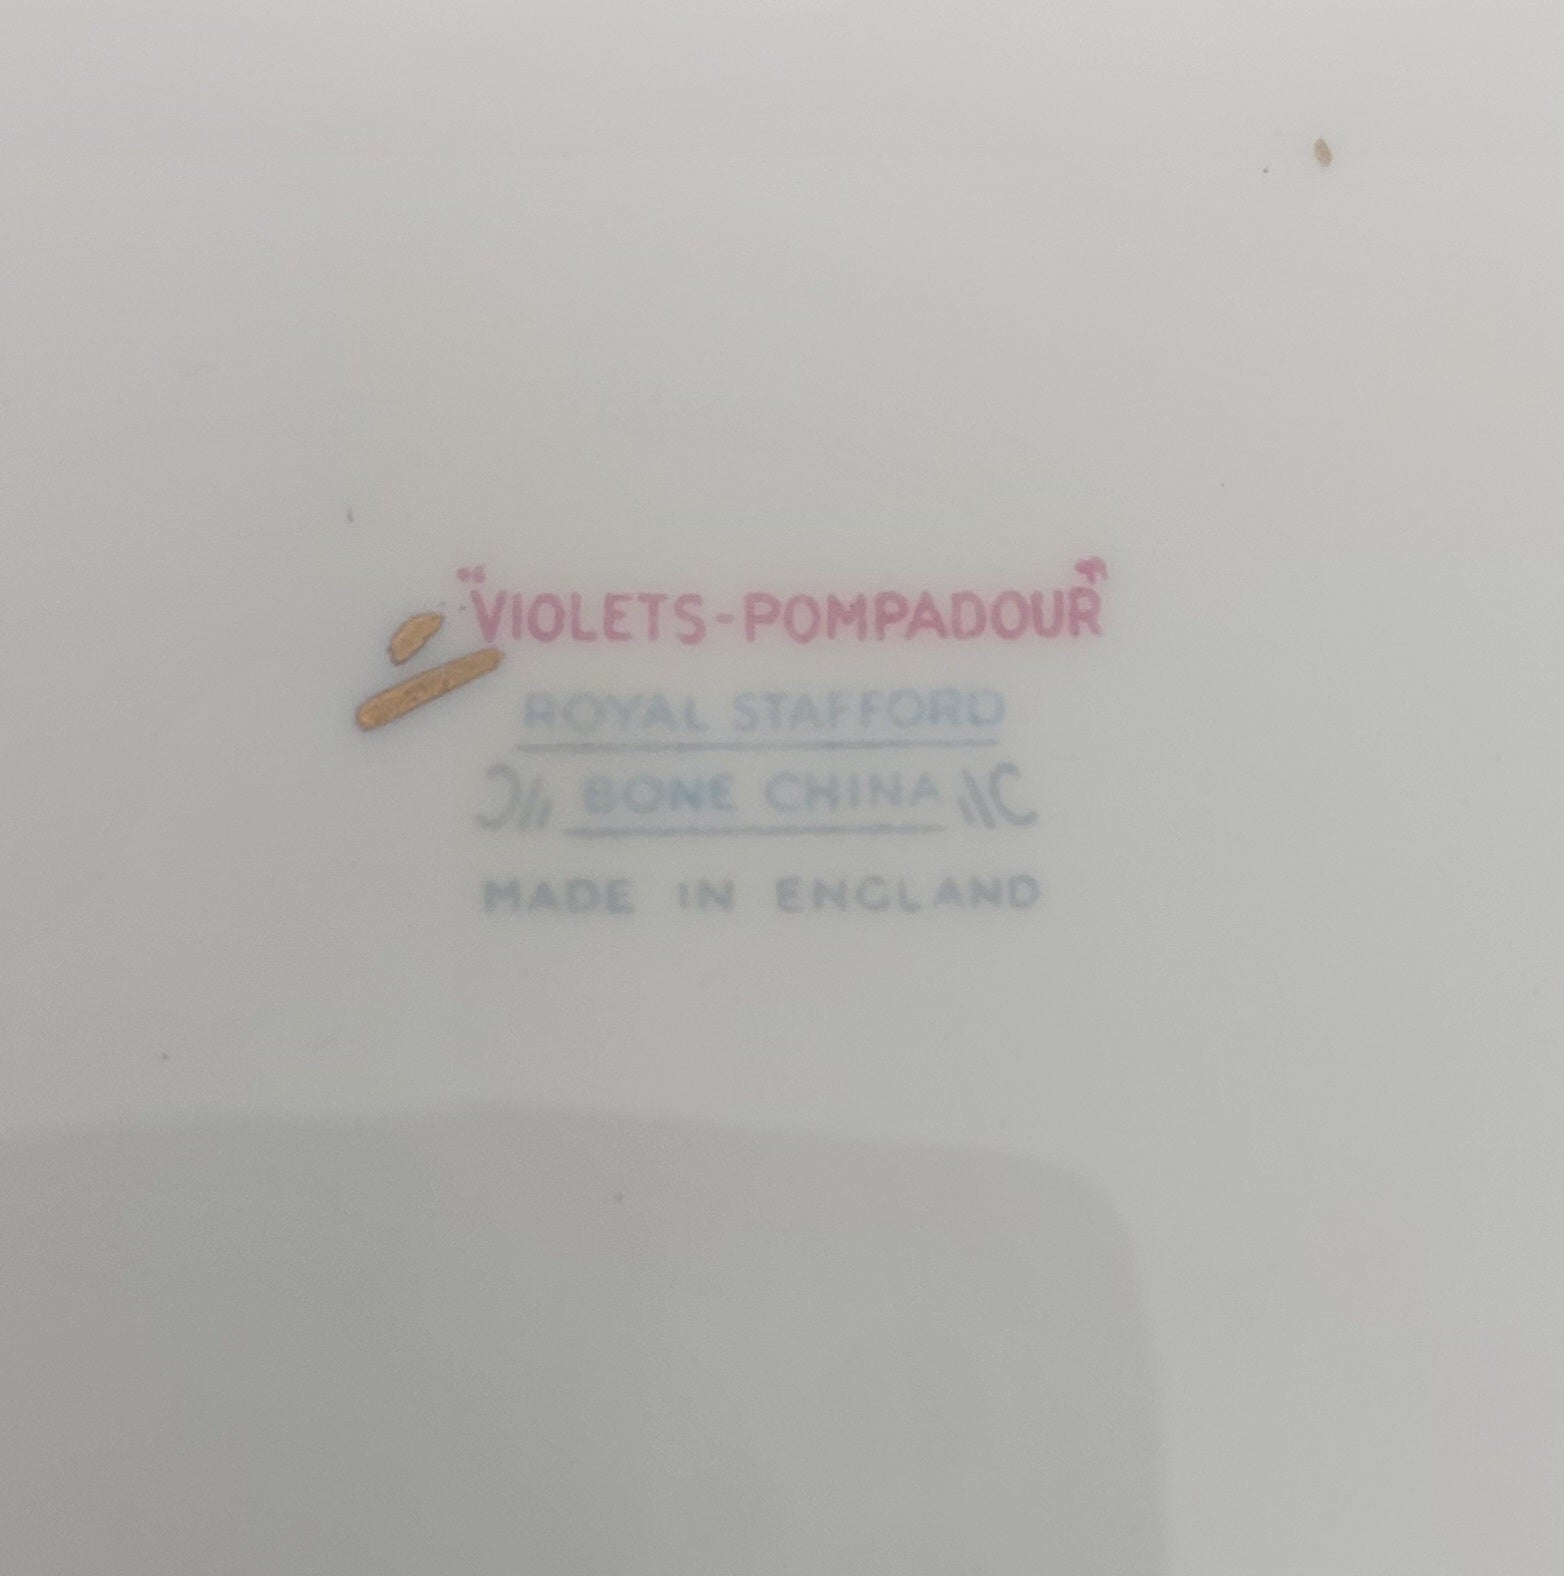 "VIOLETS-POMPADOUR"
ROYAL STAFFORD
BONE CHINA
MADE IN ENGLAND